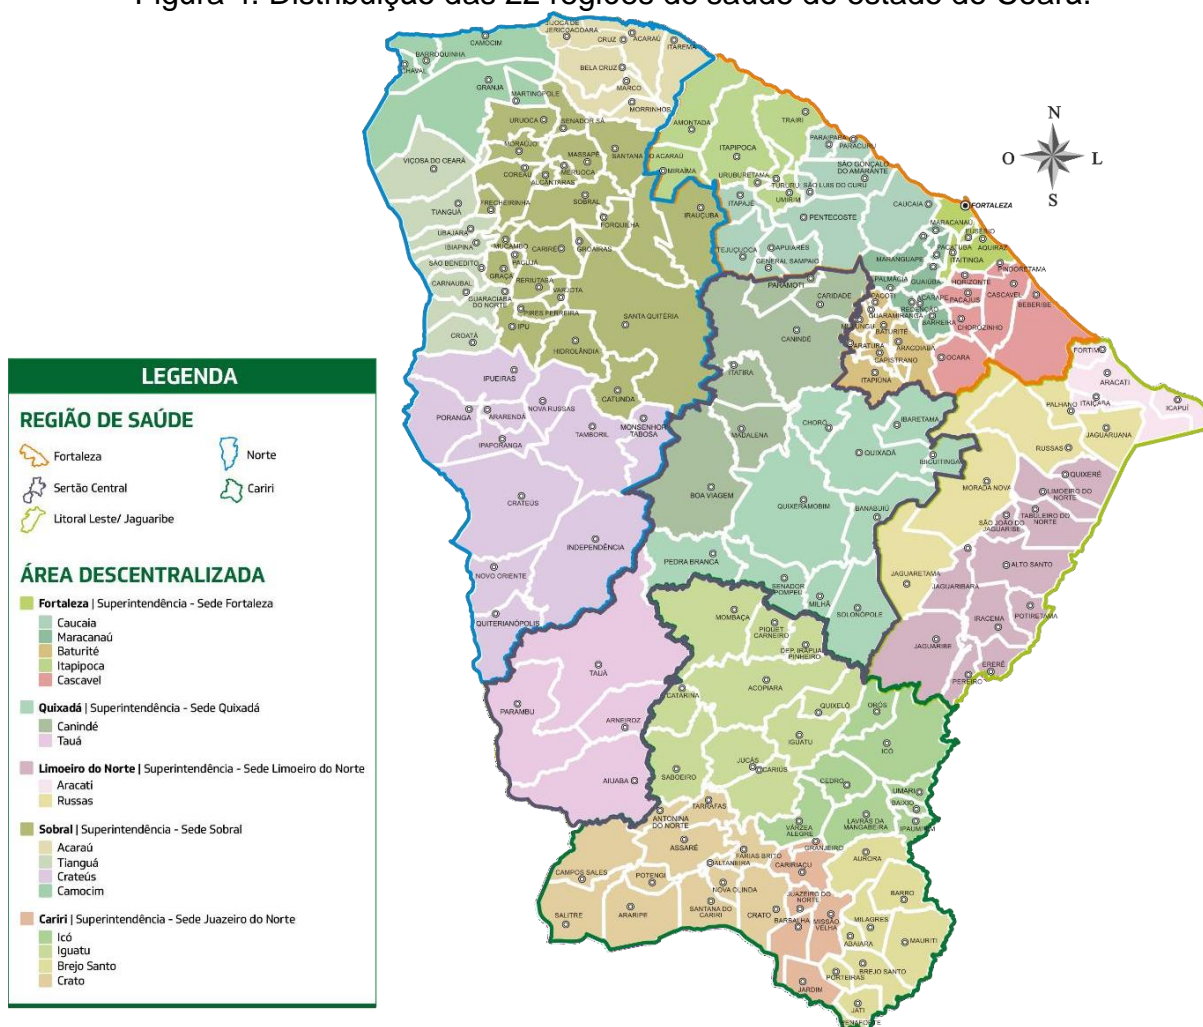 Figura 4: Distribuição das 22 regiões de saúde do estado do Ceará.
JIJOCA DE
JERICOACOARA
CRUZ
ACARAÚ
ITAREMA
CAMOCIM
BARROQUINHA
CHAVAL
BELA CRUZ
MARCO
MORRINHOS
GRANJA
MARTINÓPOLE
URUOCA
SENADOR SÁ
MORAÚJO
MASSAPÊ
SANTANA DO ACARAÚ
COREAÚ
MERUOCA
ALCÂNTARAS
VIÇOSA DO CEARÁ
SOBRAL
FRECHEIRINHA
TIANGUÁ
FORQUILHA
UBAJARA
IBIAPINA
MUCAMBO
CARIRÉ
GROAÍRAS
PACUJÁ
SÃO BENEDITO
GRAÇA
RERIUTABA
VARJOTA
CARNAUBAL
GUARACIABA
DO NORTE
PIRES FERREIRA
SANTA QUITÉRIA
CROATÁ
IPU
HIDROLÂNDIA
CATUNDA
AMONTADA
TRAIRI
ITAPIPOCA
MIRAÍMA
URUBURETAMA
TURURU
UMIRIM
IRAUÇUBA
ITAPAJÉ
PARAIPABA
PARACURU
SÃO GONÇALO
DO AMARANTE
SÃO LUIS DO CURU
PENTECOSTE
CAUCAIA
FORTALEZA
TEJUÇUOCA
APUIARÉS
GENERAL SAMPAIO
MARACANAÚ
EUSÉBIO
PACATUBA
AQUIRAZ
ITAITINGA
MARANGUAPE
GUAIÚBA
HORIZONTE
PINDORETAMA
PALMÁCIA
PACOTI
ACARAPE
REDENÇÃO
PACAJUS
CASCAVEL
BEBERIBE
GUARAMIRANGA
BARREIRA
CHOROZINHO
MULUNGU
BATURITÉ
ARATUBA
ARACOIABA
CAPISTRANO
OCARA
ITAPIÚNA
PARAMOTI
CARIDADE
CANINDÉ
ITATIRA
MADALENA
BOA VIAGEM
CHORÓ
IBARETAMA
QUIXADÁ
IBICUITINGA
QUIXERAMOBIM
BANABUIÚ
PEDRA BRANCA
SENADOR
POMPEU
MILHÃ
SOLONÓPOLE
FORTIM
ARACATI
ITAIÇABA
ICAPUÍ
PALHANO
JAGUARUANA
RUSSAS
QUIXERÉ
MORADA NOVA
LIMOEIRO DO
NORTE
TABULEIRO DO
NORTE
SÃO JOÃO DO
JAGUARIBE
ALTO SANTO
JAGUARETAMA
JAGUARIBARA
POTIRETAMA
IRACEMA
JAGUARIBE
ERERÊ
PEREIRO
IPUEIRAS
PORANGA
ARARENDÁ
NOVA RUSSAS
IPAPORANGA
TAMBORIL
MONSENHOR
TABOSA
CRATEÚS
INDEPENDÊNCIA
NOVO ORIENTE
QUITERIANÓPOLIS
TAUÁ
PARAMBU
ARNEIROZ
AIUABA
MOMBAÇA
PIQUET
CARNEIRO
DEP. IRAPUÃ
PINHEIRO
ACOPIARA
CATARINA
QUIXELÔ
IGUATU
JUCÁS
CARIÚS
SABOEIRO
ORÓS
ICÓ
CEDRO
UMARI
BAIXIO
IPAUMIRIM
LAVRAS DA
MANGABEIRA
VÁRZEA
ALEGRE
TARRAFAS
ANTONINA
DO NORTE
ASSARÉ
GRANJEIRO
FARIAS BRITO
ALTANEIRA
CARIRIAÇU
AURORA
CAMPOS SALES
POTENGI
NOVA OLINDA
JUAZEIRO DO
NORTE
BARRO
SALITRE
ARARIPE
SANTANA DO
CARIRI
CRATO
BARBALHA
MISSÃO
VELHA
MILAGRES
ABAIARA
MAURITI
BREJO SANTO
PORTEIRAS
JARDIM
JATI
PENAFORTE
N
O
L
S
LEGENDA
REGIÃO DE SAÚDE
Fortaleza
Norte
Sertão Central
Cariri
Litoral Leste/ Jaguaribe
ÁREA DESCENTRALIZADA
Fortaleza | Superintendência - Sede Fortaleza
Caucaia
Maracanaú
Baturité
Itapipoca
Cascavel
Quixadá | Superintendência - Sede Quixadá
Canindé
Tauá
Limoeiro do Norte | Superintendência - Sede Limoeiro do Norte
Aracati
Russas
Sobral | Superintendência - Sede Sobral
Acaraú
Tianguá
Crateús
Camocim
Cariri | Superintendência - Sede Juazeiro do Norte
Icó
Iguatu
Brejo Santo
Crato